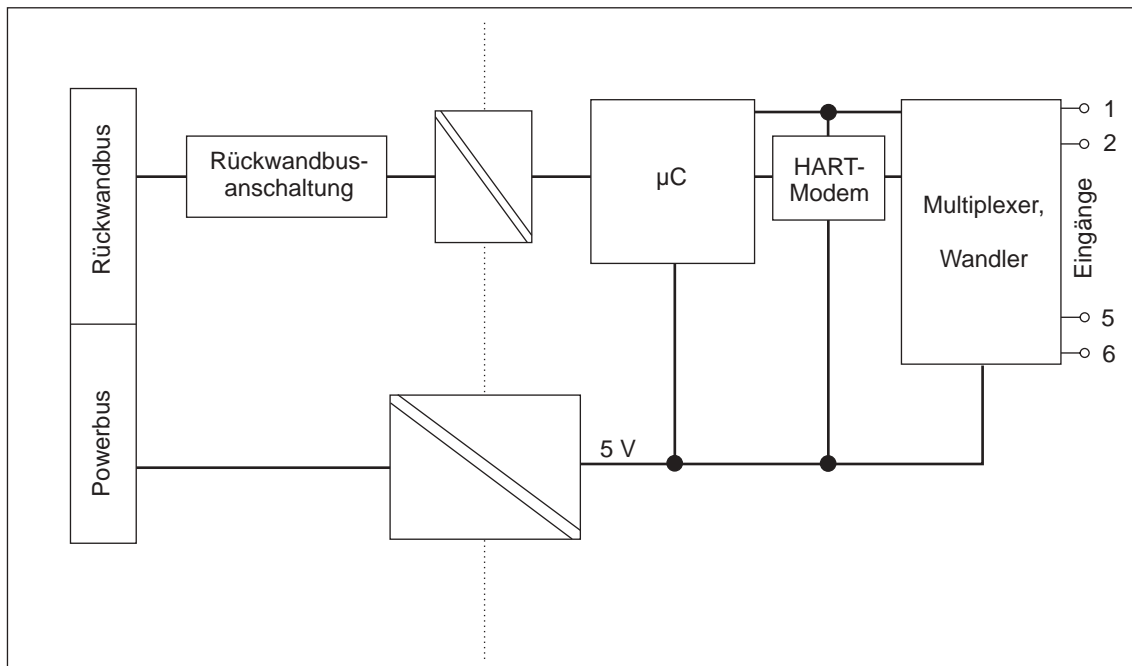 Rückwandbus
Powerbus
Rückwandbus-
anschaltung
µC
HART-
Modem
Multiplexer,
Wandler
Eingänge
1
2
5
6
5 V